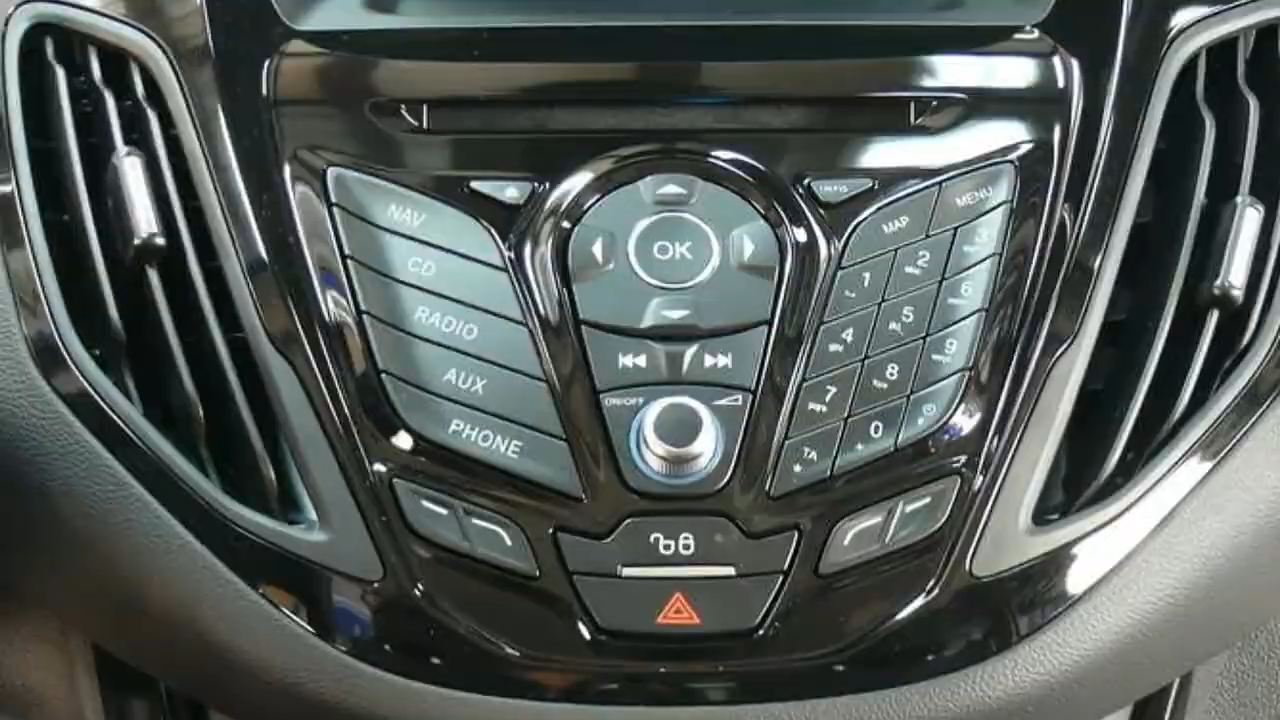 NAV
CD
RADIO
AUX
PHONE
OK
ON/OFF
MAP MENU
1 2 3
4 5 6
7 8 9
TA * 0 +